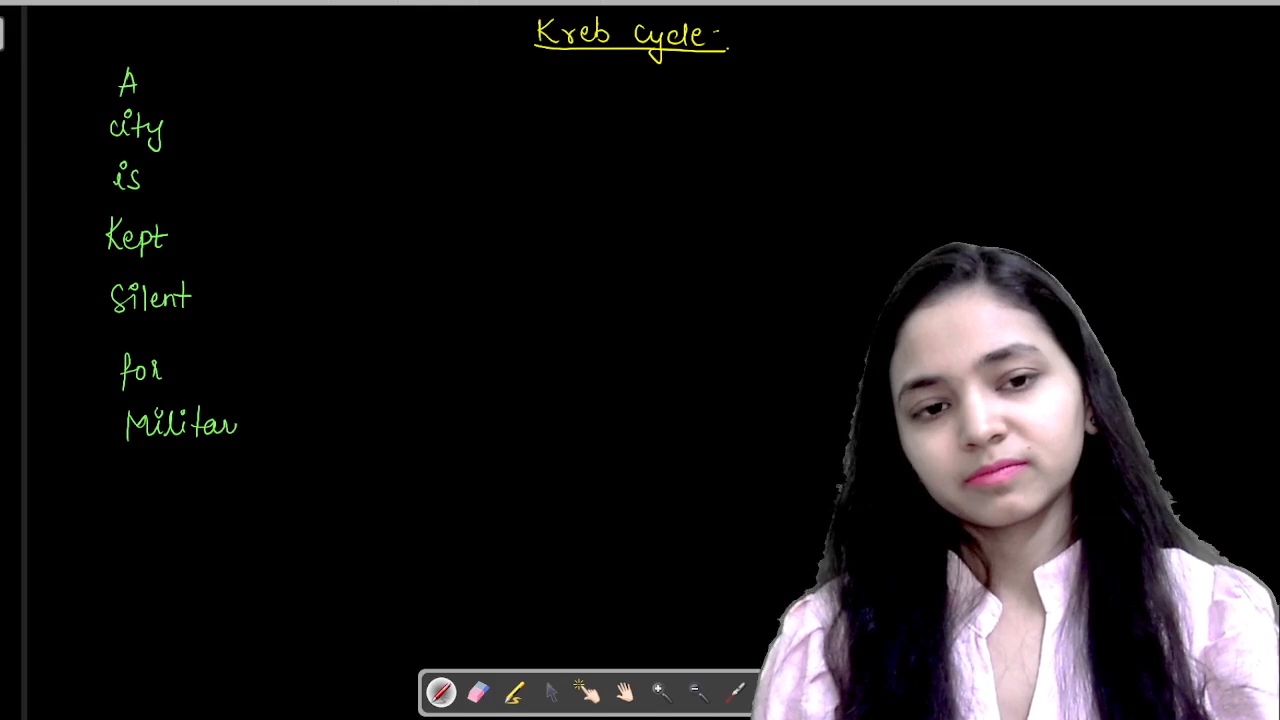 Kreb cycle:-
A
city
is
Kept
Silent
for
Militar